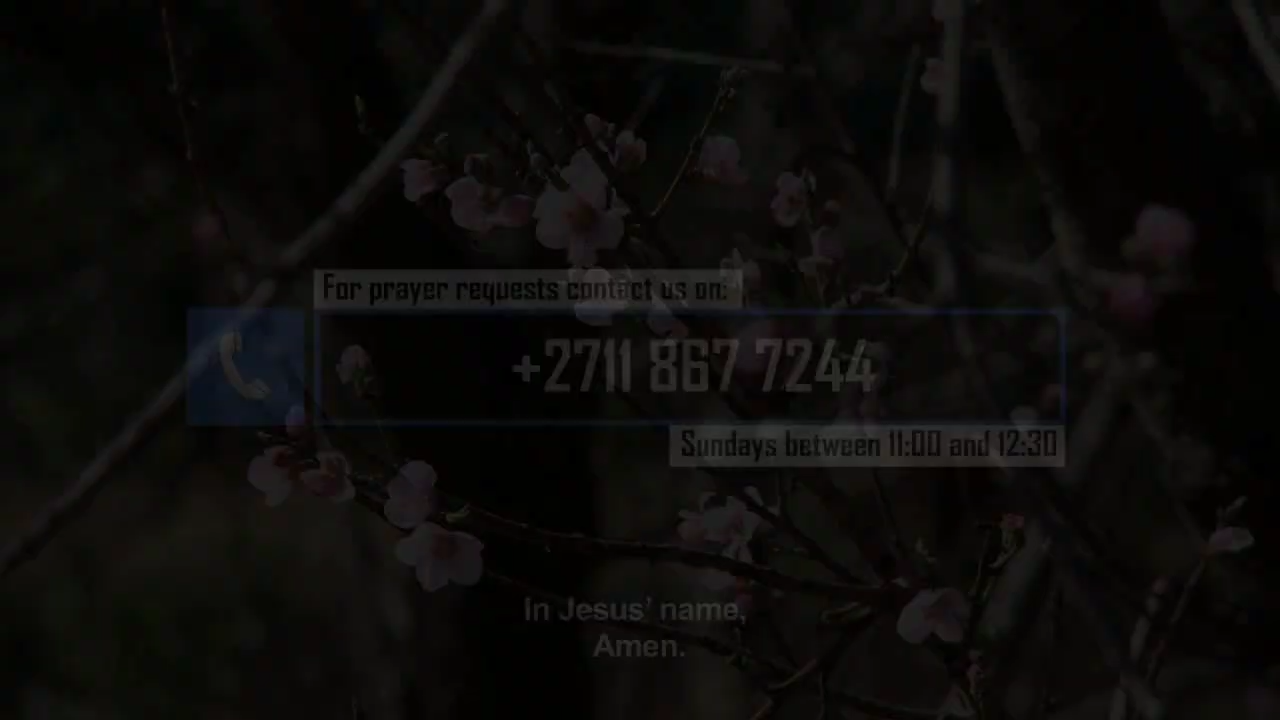 For prayer requests contact us on:
+2711 867 7244
Sundays between 11:00 and 12:30
In Jesus' name,
Amen.